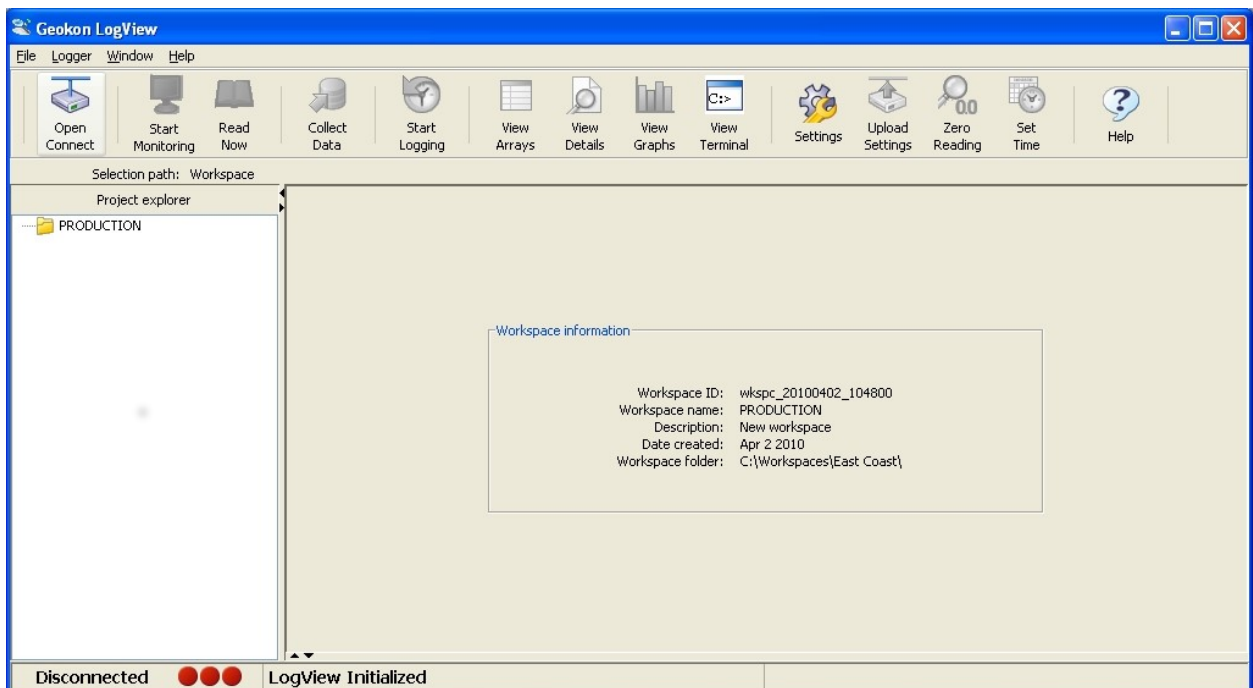 Geokon LogView
File Logger Window Help
Open Connect
Start Monitoring
Read Now
Collect Data
Start Logging
View Arrays
View Details
View Graphs
C:>
View Terminal
Settings
Upload Settings
0.0
Zero Reading
Set Time
?
Help
Selection path: Workspace
Project explorer
PRODUCTION
Workspace information
Workspace ID: wkspc_20100402_104800
Workspace name: PRODUCTION
Description: New workspace
Date created: Apr 2 2010
Workspace folder: C:\Workspaces\East Coast\
Disconnected
LogView Initialized